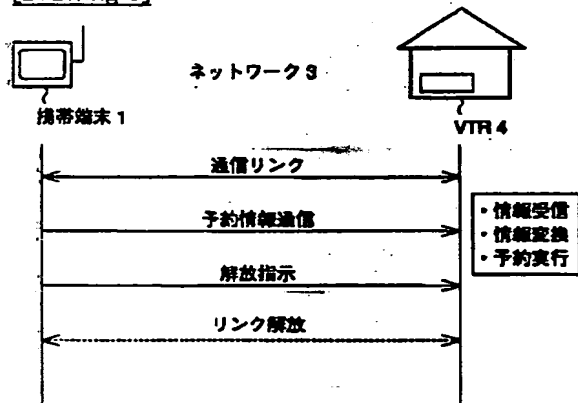 ネットワーク3
携帯端末1
VTR4
通信リンク
予約情報通信
・情報受信
・情報変換
・予約実行
解放指示
リンク解放